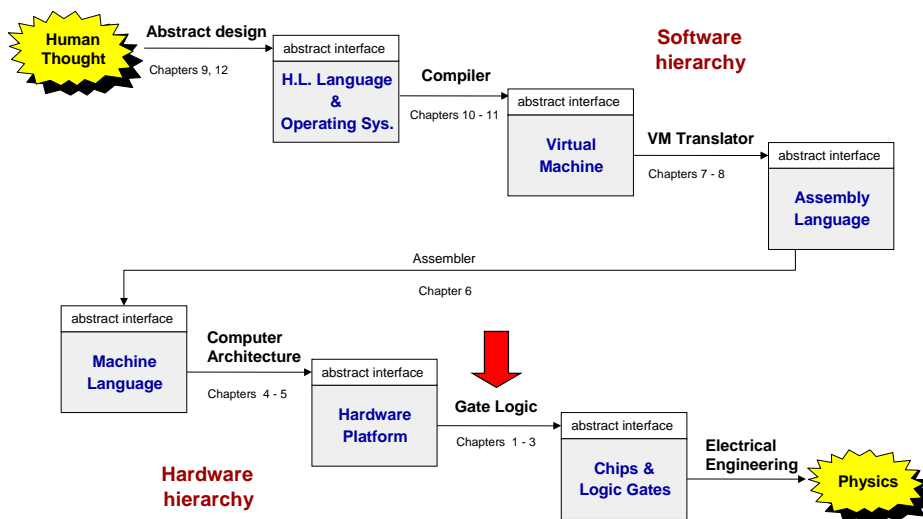 Human
Thought
Abstract design
Chapters 9, 12
abstract interface
H.L. Language
&
Operating Sys.
Compiler
Chapters 10 - 11
Software
hierarchy
abstract interface
Virtual
Machine
VM Translator
Chapters 7 - 8
abstract interface
Assembly
Language
Assembler
Chapter 6
abstract interface
Machine
Language
Computer
Architecture
Chapters 4 - 5
abstract interface
Hardware
Platform
Gate Logic
Chapters 1 - 3
abstract interface
Chips &
Logic Gates
Electrical
Engineering
Physics
Hardware
hierarchy